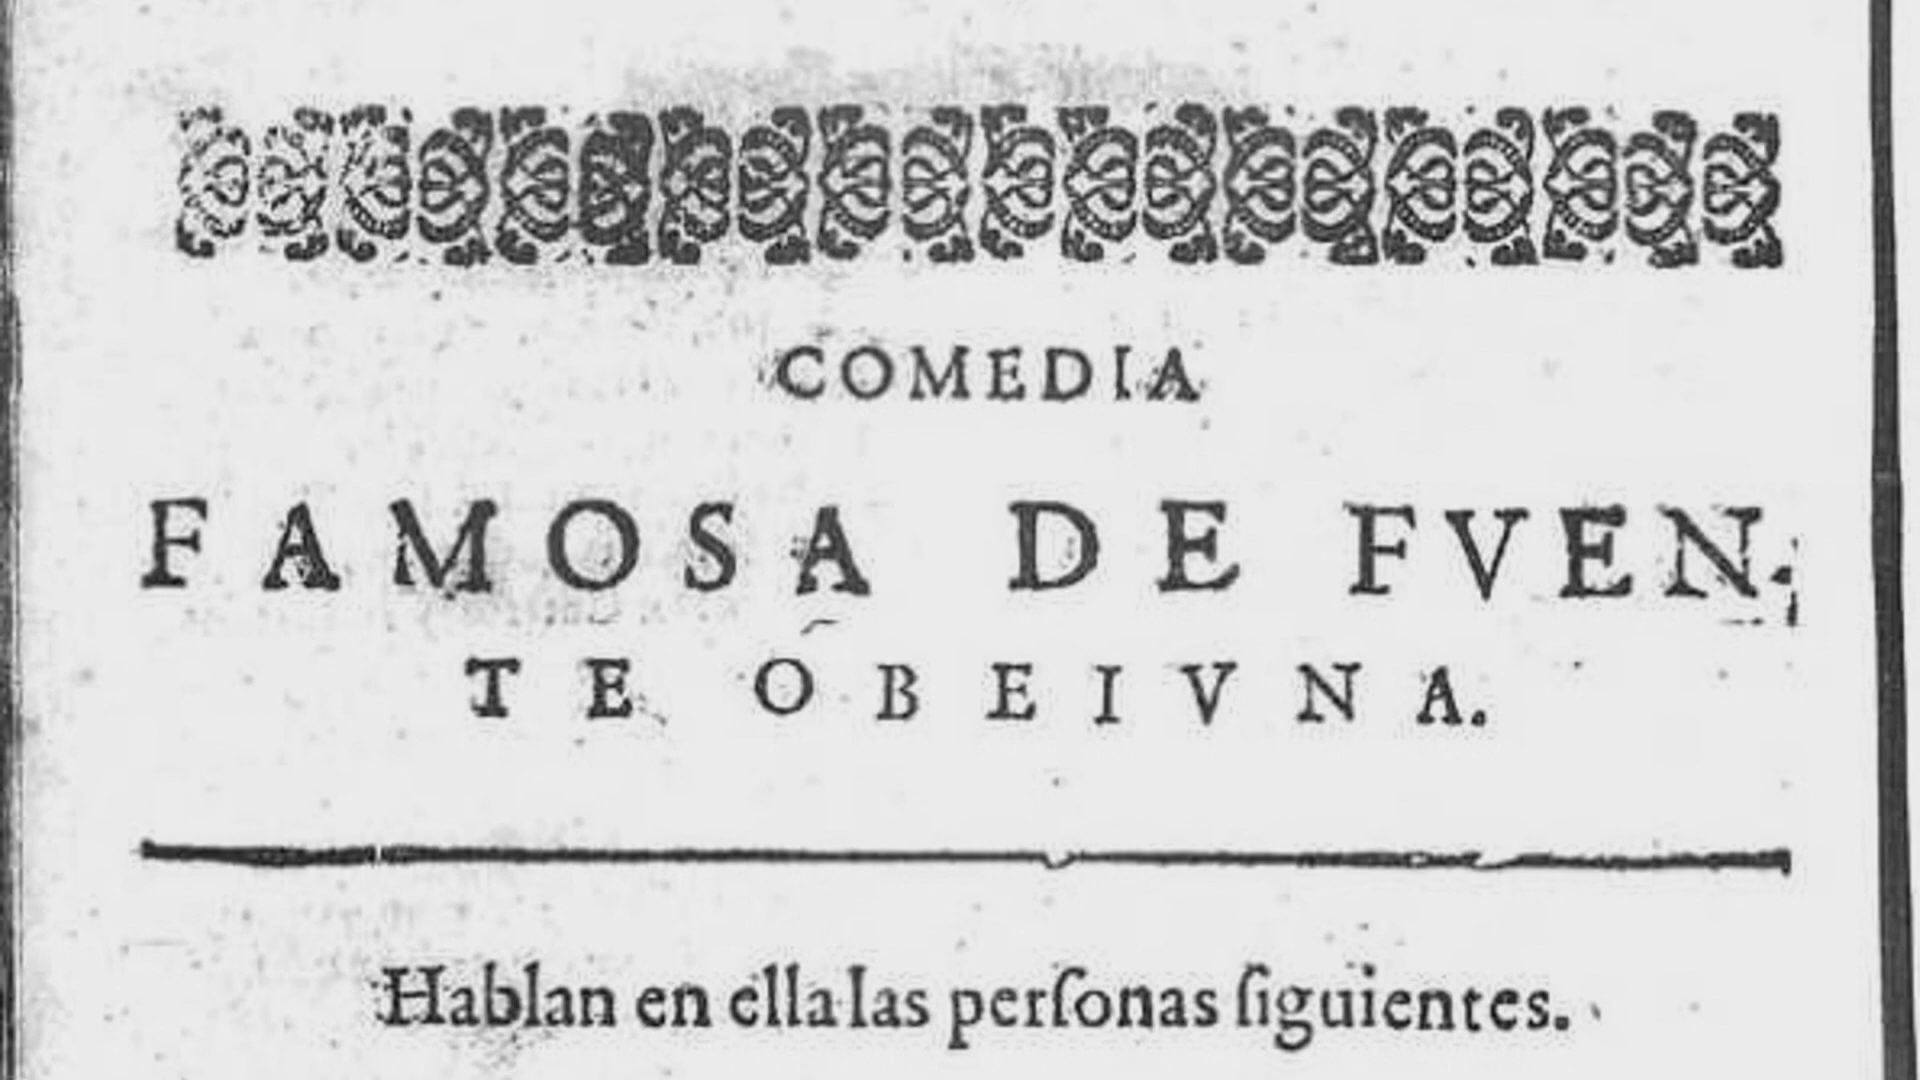 COMEDIA
FAMOSA DE FVEN-
TE OBEIVNA.
Hablan en ella las perſonas ſiguientes.